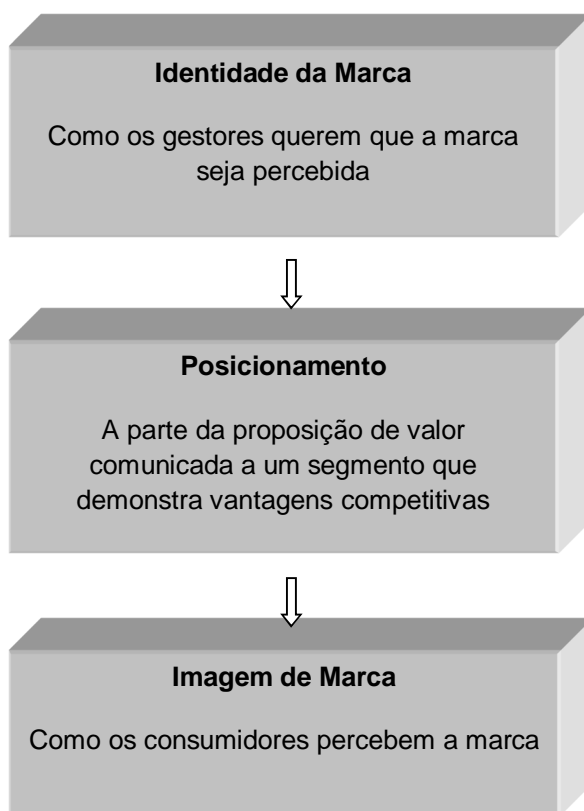 Identidade da Marca
Como os gestores querem que a marca
seja percebida
Posicionamento
A parte da proposição de valor
comunicada a um segmento que
demonstra vantagens competitivas
Imagem de Marca
Como os consumidores percebem a marca